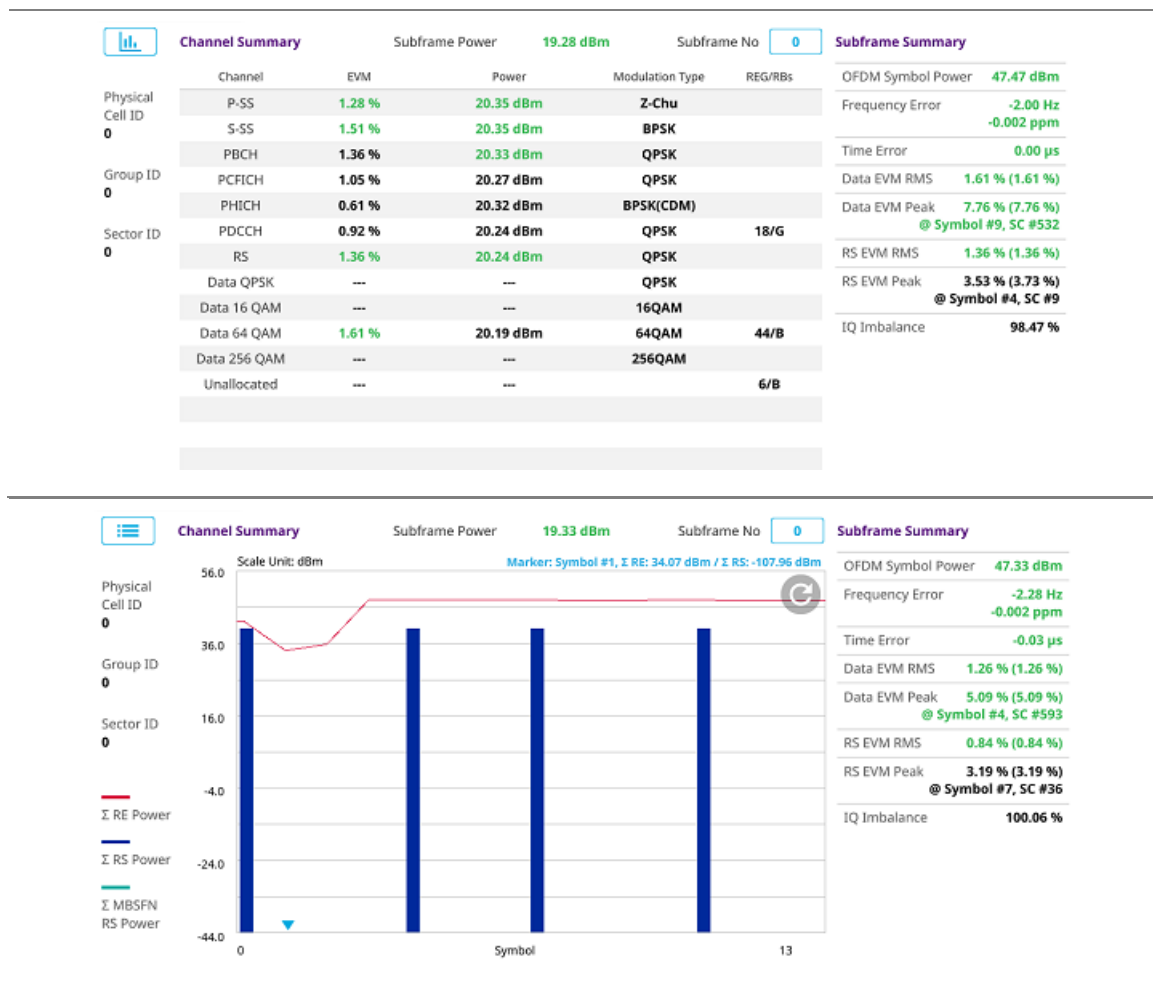 Channel Summary Subframe Power 19.28 dBm Subframe No 0 Subframe Summary
Physical
Cell ID
0
Group ID
0
Sector ID
0
Channel EVM Power Modulation Type REG/RBs
P-SS 1.28 % 20.35 dBm Z-Chu
S-SS 1.51 % 20.35 dBm BPSK
PBCH 1.36 % 20.33 dBm QPSK
PCFICH 1.05 % 20.27 dBm QPSK
PHICH 0.61 % 20.32 dBm BPSK(CDM)
PDCCH 0.92 % 20.24 dBm QPSK 18/G
RS 1.36 % 20.24 dBm QPSK
Data QPSK --- --- QPSK
Data 16 QAM --- --- 16QAM
Data 64 QAM 1.61 % 20.19 dBm 64QAM 44/B
Data 256 QAM --- --- 256QAM
Unallocated --- --- 6/B
OFDM Symbol Power 47.47 dBm
Frequency Error -2.00 Hz
-0.002 ppm
Time Error 0.00 µs
Data EVM RMS 1.61 % (1.61 %)
Data EVM Peak 7.76 % (7.76 %)
@ Symbol #9, SC #532
RS EVM RMS 1.36 % (1.36 %)
RS EVM Peak 3.53 % (3.73 %)
@ Symbol #4, SC #9
IQ Imbalance 98.47 %
Channel Summary Subframe Power 19.33 dBm Subframe No 0 Subframe Summary
Physical
Cell ID
0
Group ID
0
Sector ID
0
Σ RE Power
Σ RS Power
Σ MBSFN
RS Power
Scale Unit: dBm Marker: Symbol #1, Σ RE: 34.07 dBm / Σ RS: -107.96 dBm
56.0
36.0
16.0
-4.0
-24.0
-44.0
0 Symbol 13
OFDM Symbol Power 47.33 dBm
Frequency Error -2.28 Hz
-0.002 ppm
Time Error -0.03 µs
Data EVM RMS 1.26 % (1.26 %)
Data EVM Peak 5.09 % (5.09 %)
@ Symbol #4, SC #593
RS EVM RMS 0.84 % (0.84 %)
RS EVM Peak 3.19 % (3.19 %)
@ Symbol #7, SC #36
IQ Imbalance 100.06 %